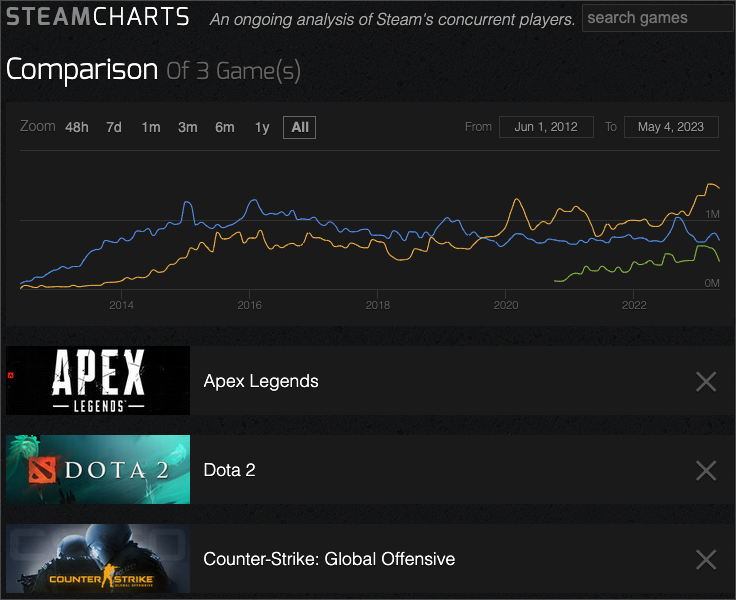 STEAMCHARTS An ongoing analysis of Steam's concurrent players. search games
Comparison Of 3 Game(s)
Zoom 48h 7d 1m 3m 6m 1y All From Jun 1, 2012 To May 4, 2023
1M
0M
2014 2016 2018 2020 2022
APEX
LEGENDS
Apex Legends
DOTA 2
Dota 2
COUNTER STRIKE
GLOBAL OFFENSIVE
Counter-Strike: Global Offensive